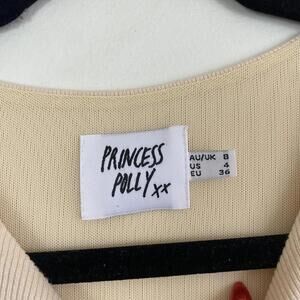 PRINCESS
POLLY xx
AU/UK 8
US 4
EU 36